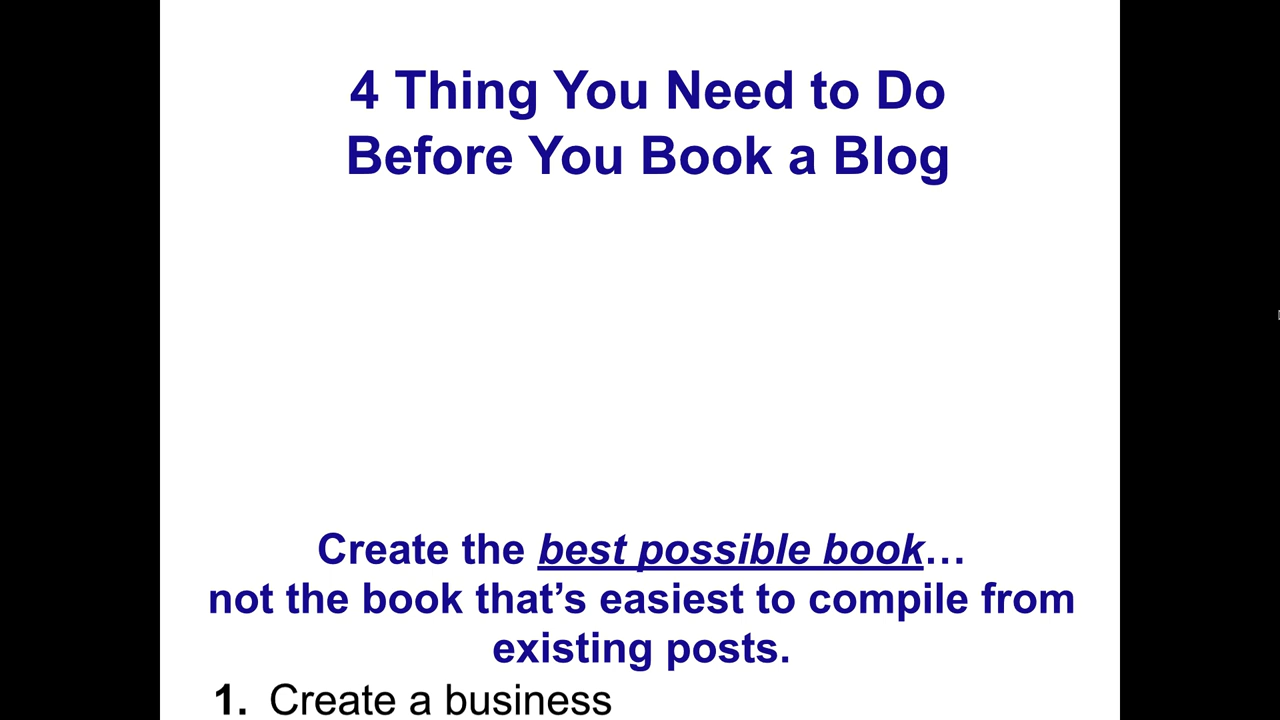 4 Thing You Need to Do
Before You Book a Blog
Create the best possible book…
not the book that’s easiest to compile from
existing posts.
1. Create a business